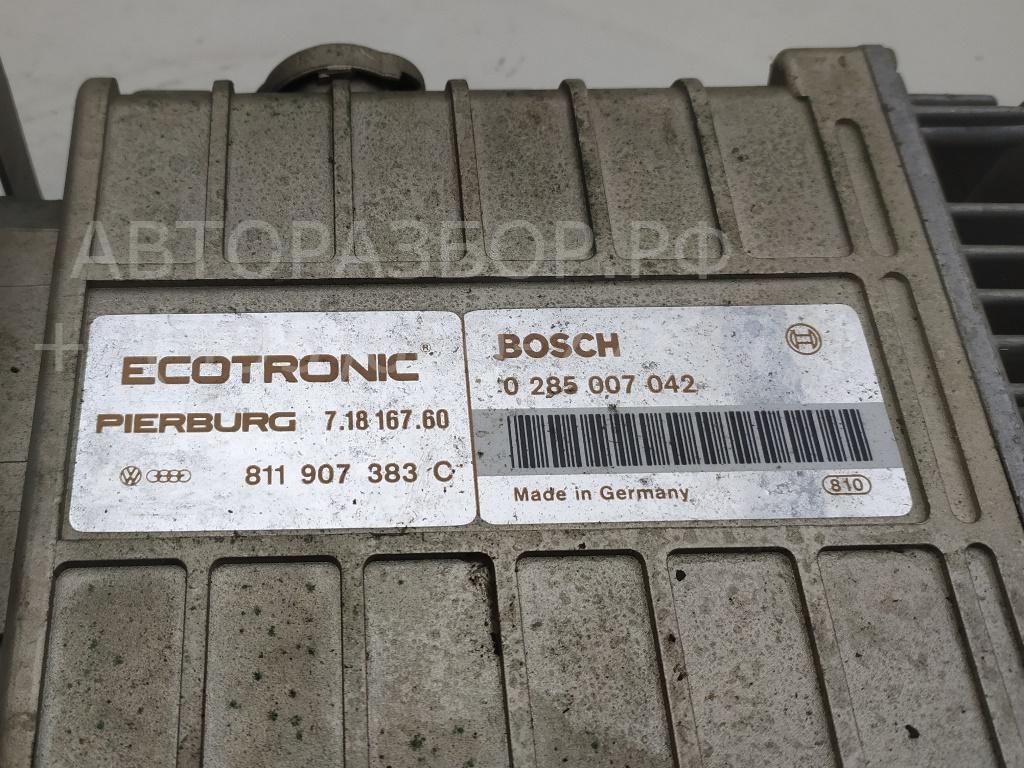 АВТОРАЗБОР.РФ
ECOTRONIC®
PIERBURG 7.18 167.60
811 907 383 C
BOSCH
0 285 007 042
Made in Germany 810